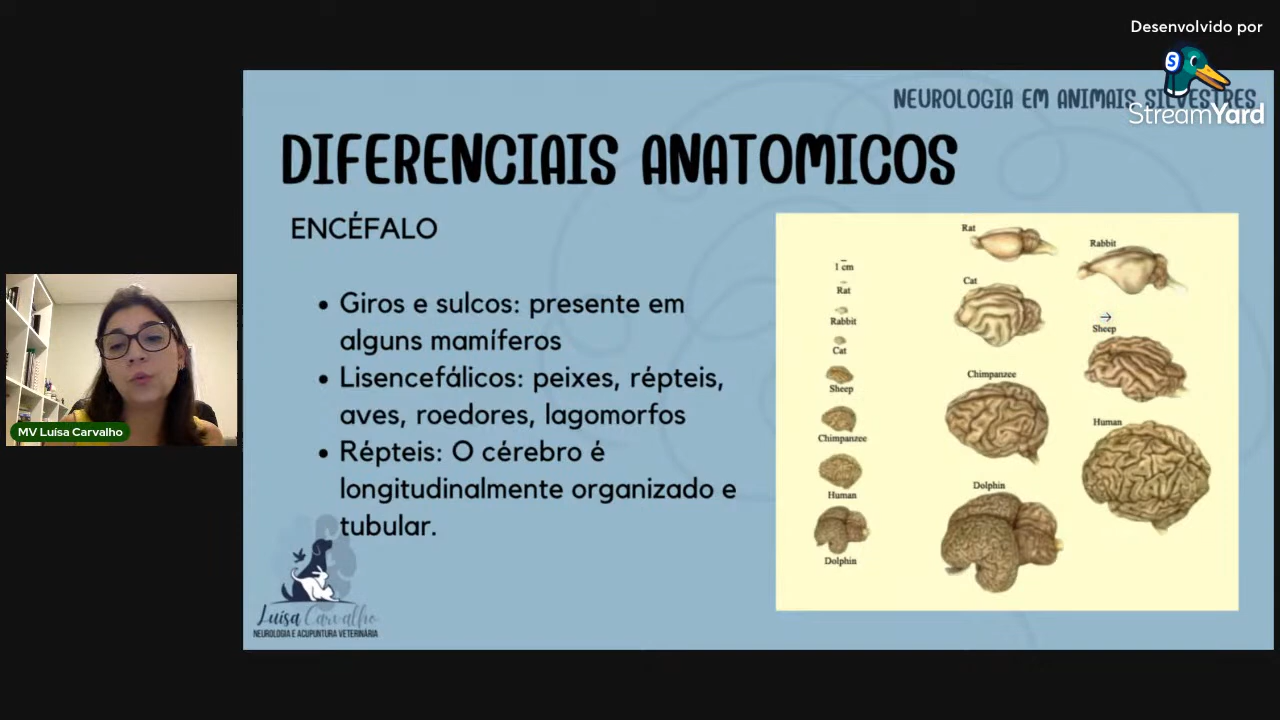 Desenvolvido por
StreamYard
NEUROLOGIA EM ANIMAIS SILVESTRES
DIFERENCIAIS ANATOMICOS
ENCÉFALO
• Giros e sulcos: presente em
alguns mamíferos
• Lisencefálicos: peixes, répteis,
aves, roedores, lagomorfos
• Répteis: O cérebro é
longitudinalmente organizado e
tubular.
1 cm
Rat
Rabbit
Cat
Sheep
Chimpanzee
Human
Dolphin
Rat
Rabbit
Cat
Sheep
Chimpanzee
Human
Dolphin
MV Luísa Carvalho
Luísa Carvalho
NEUROLOGIA E ACUPUNTURA VETERINÁRIA